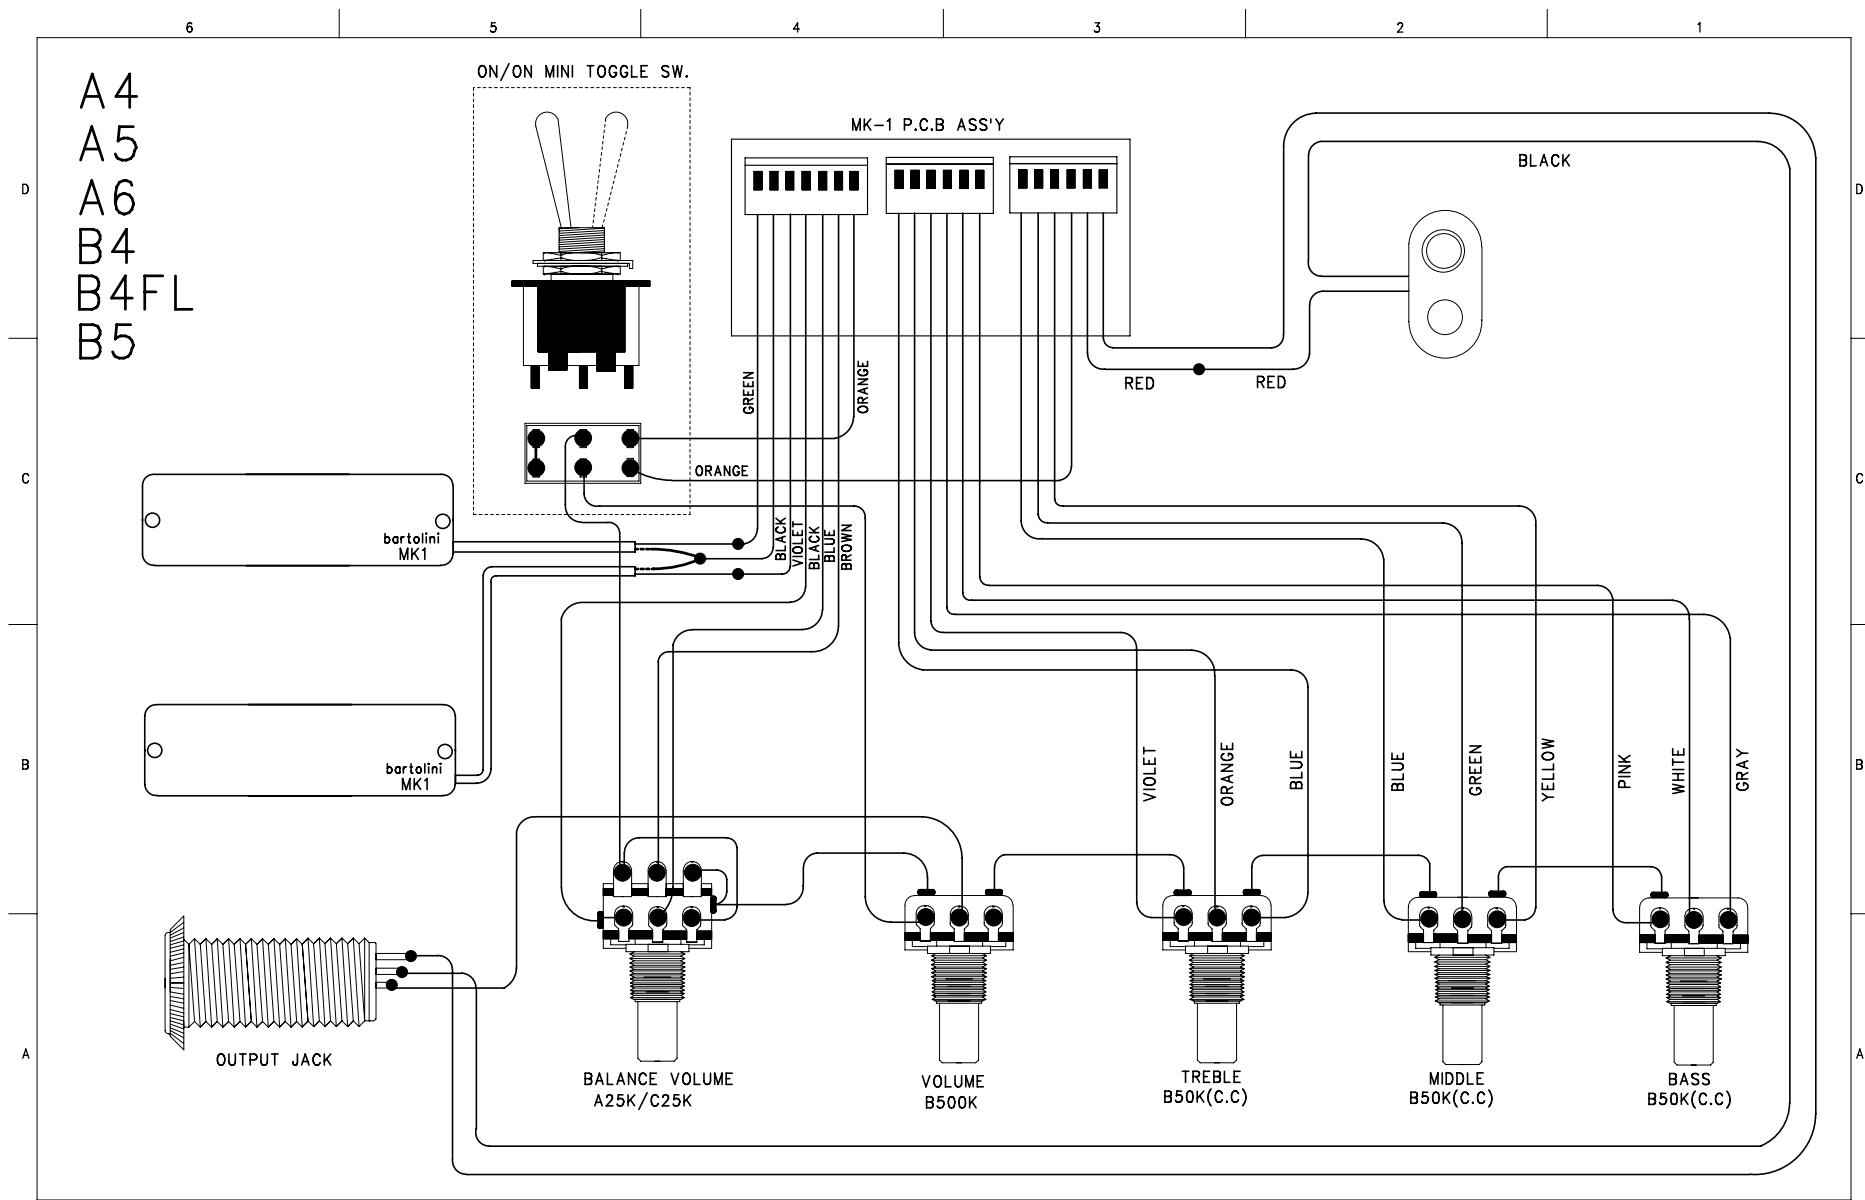 6 5 4 3 2 1
ON/ON MINI TOGGLE SW.
A4
A5
A6
B4
B4FL
B5
MK-1 P.C.B ASS'Y
BLACK
D D
GREEN
ORANGE
RED RED
ORANGE
C C
BLACK
VIOLET
BLACK
BLUE
BROWN
bartolini
MK1
bartolini
MK1
B B
VIOLET
ORANGE
BLUE
BLUE
GREEN
YELLOW
PINK
WHITE
GRAY
A A
OUTPUT JACK
BALANCE VOLUME
A25K/C25K
VOLUME
B500K
TREBLE
B50K(C.C)
MIDDLE
B50K(C.C)
BASS
B50K(C.C)